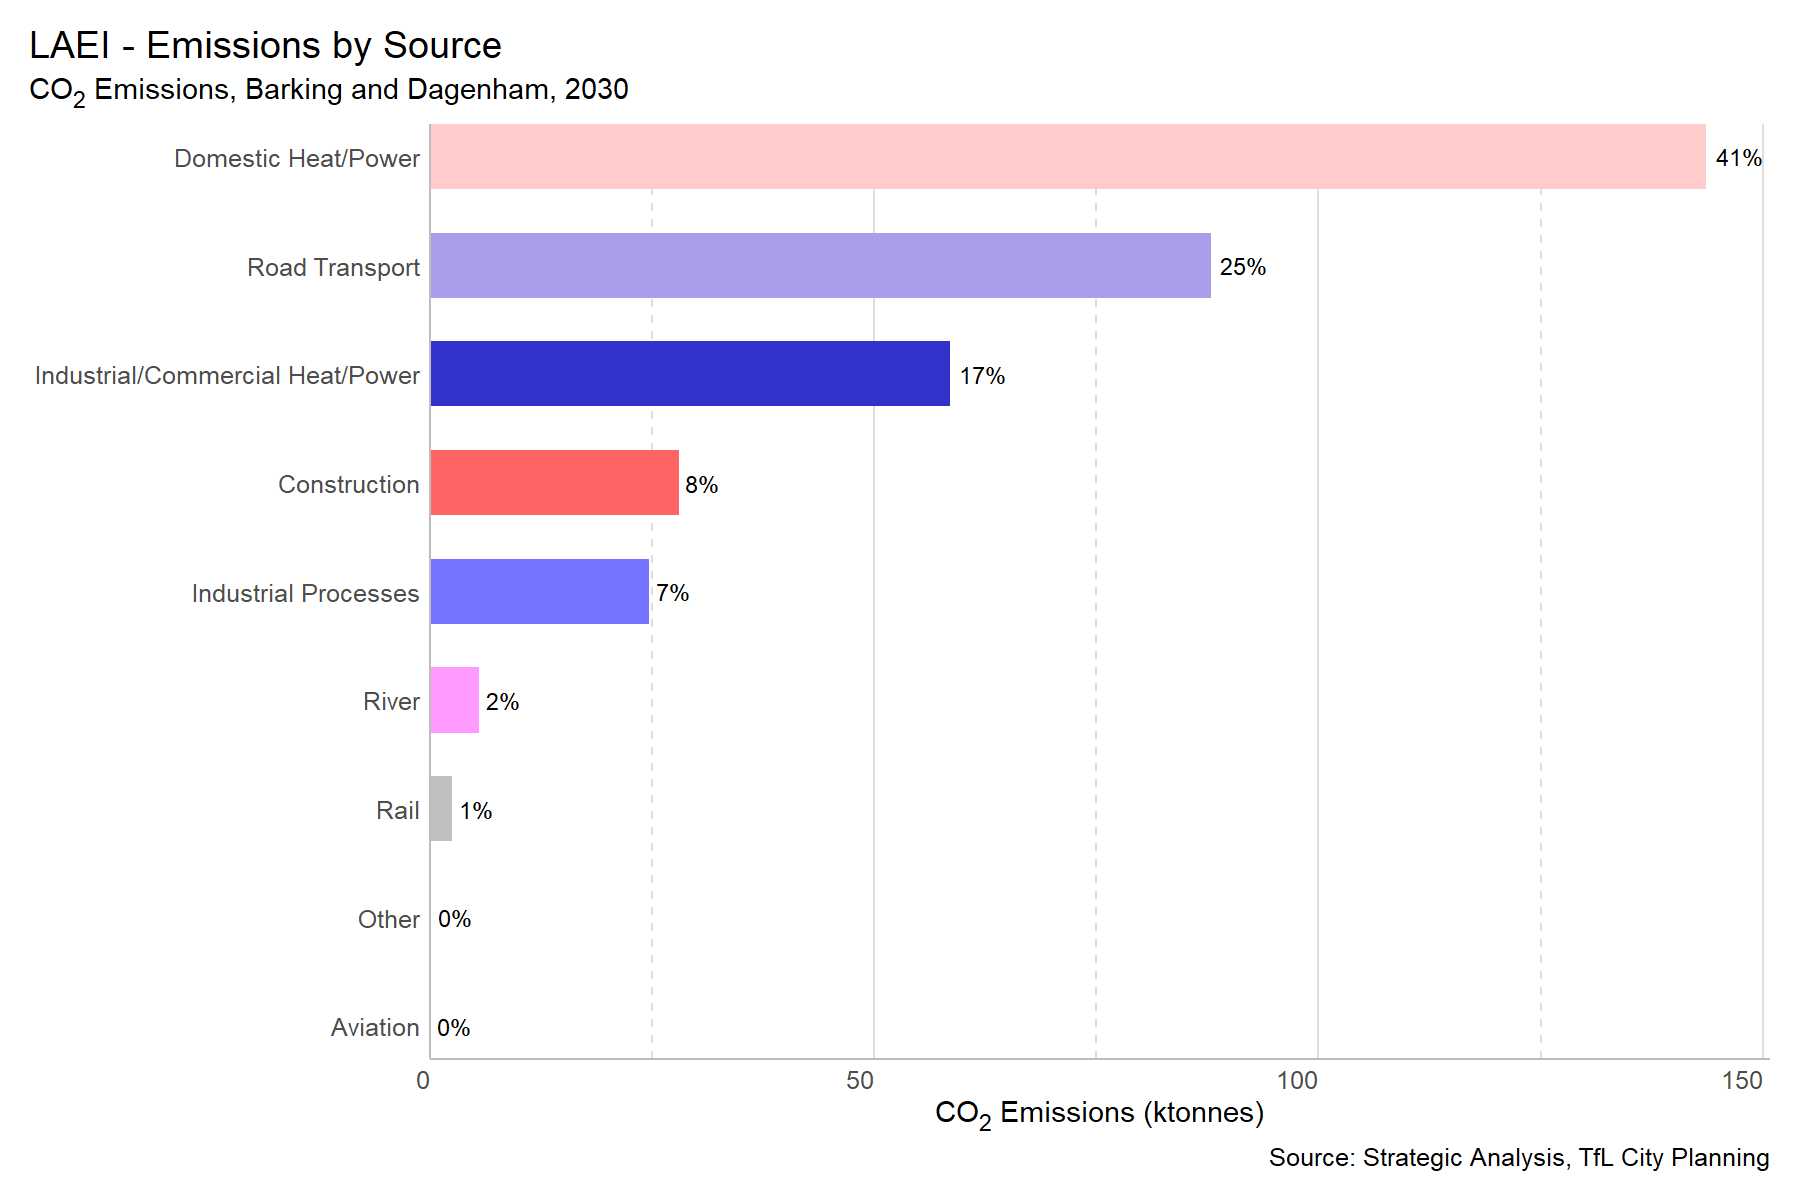 LAEI - Emissions by Source
CO₂ Emissions, Barking and Dagenham, 2030
Domestic Heat/Power 41%
Road Transport 25%
Industrial/Commercial Heat/Power 17%
Construction 8%
Industrial Processes 7%
River 2%
Rail 1%
Other 0%
Aviation 0%
0 50 100 150
CO₂ Emissions (ktonnes)
Source: Strategic Analysis, TfL City Planning